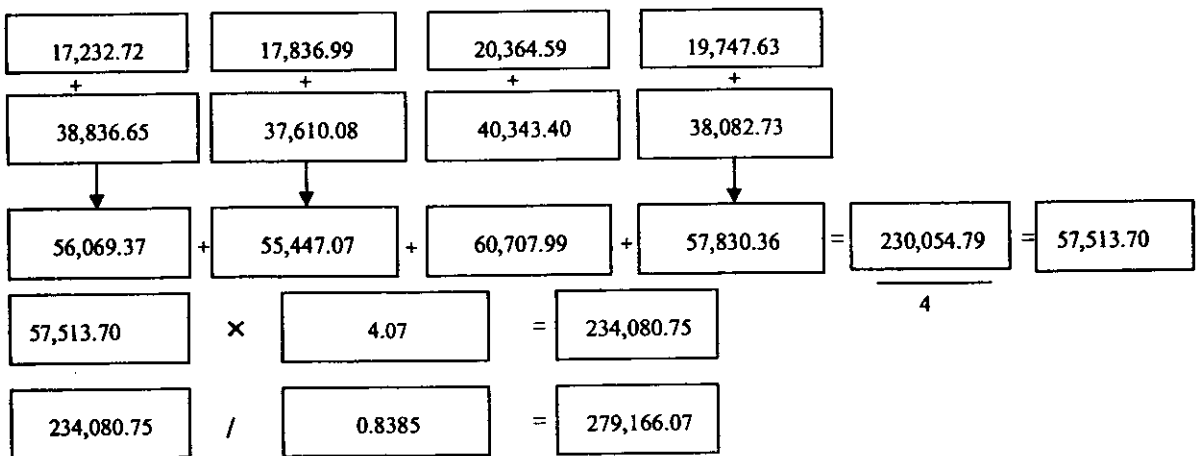 17,232.72 17,836.99 20,364.59 19,747.63
+ + + +
38,836.65 37,610.08 40,343.40 38,082.73
56,069.37 + 55,447.07 + 60,707.99 + 57,830.36 = 230,054.79 = 57,513.70
4
57,513.70 × 4.07 = 234,080.75
234,080.75 / 0.8385 = 279,166.07